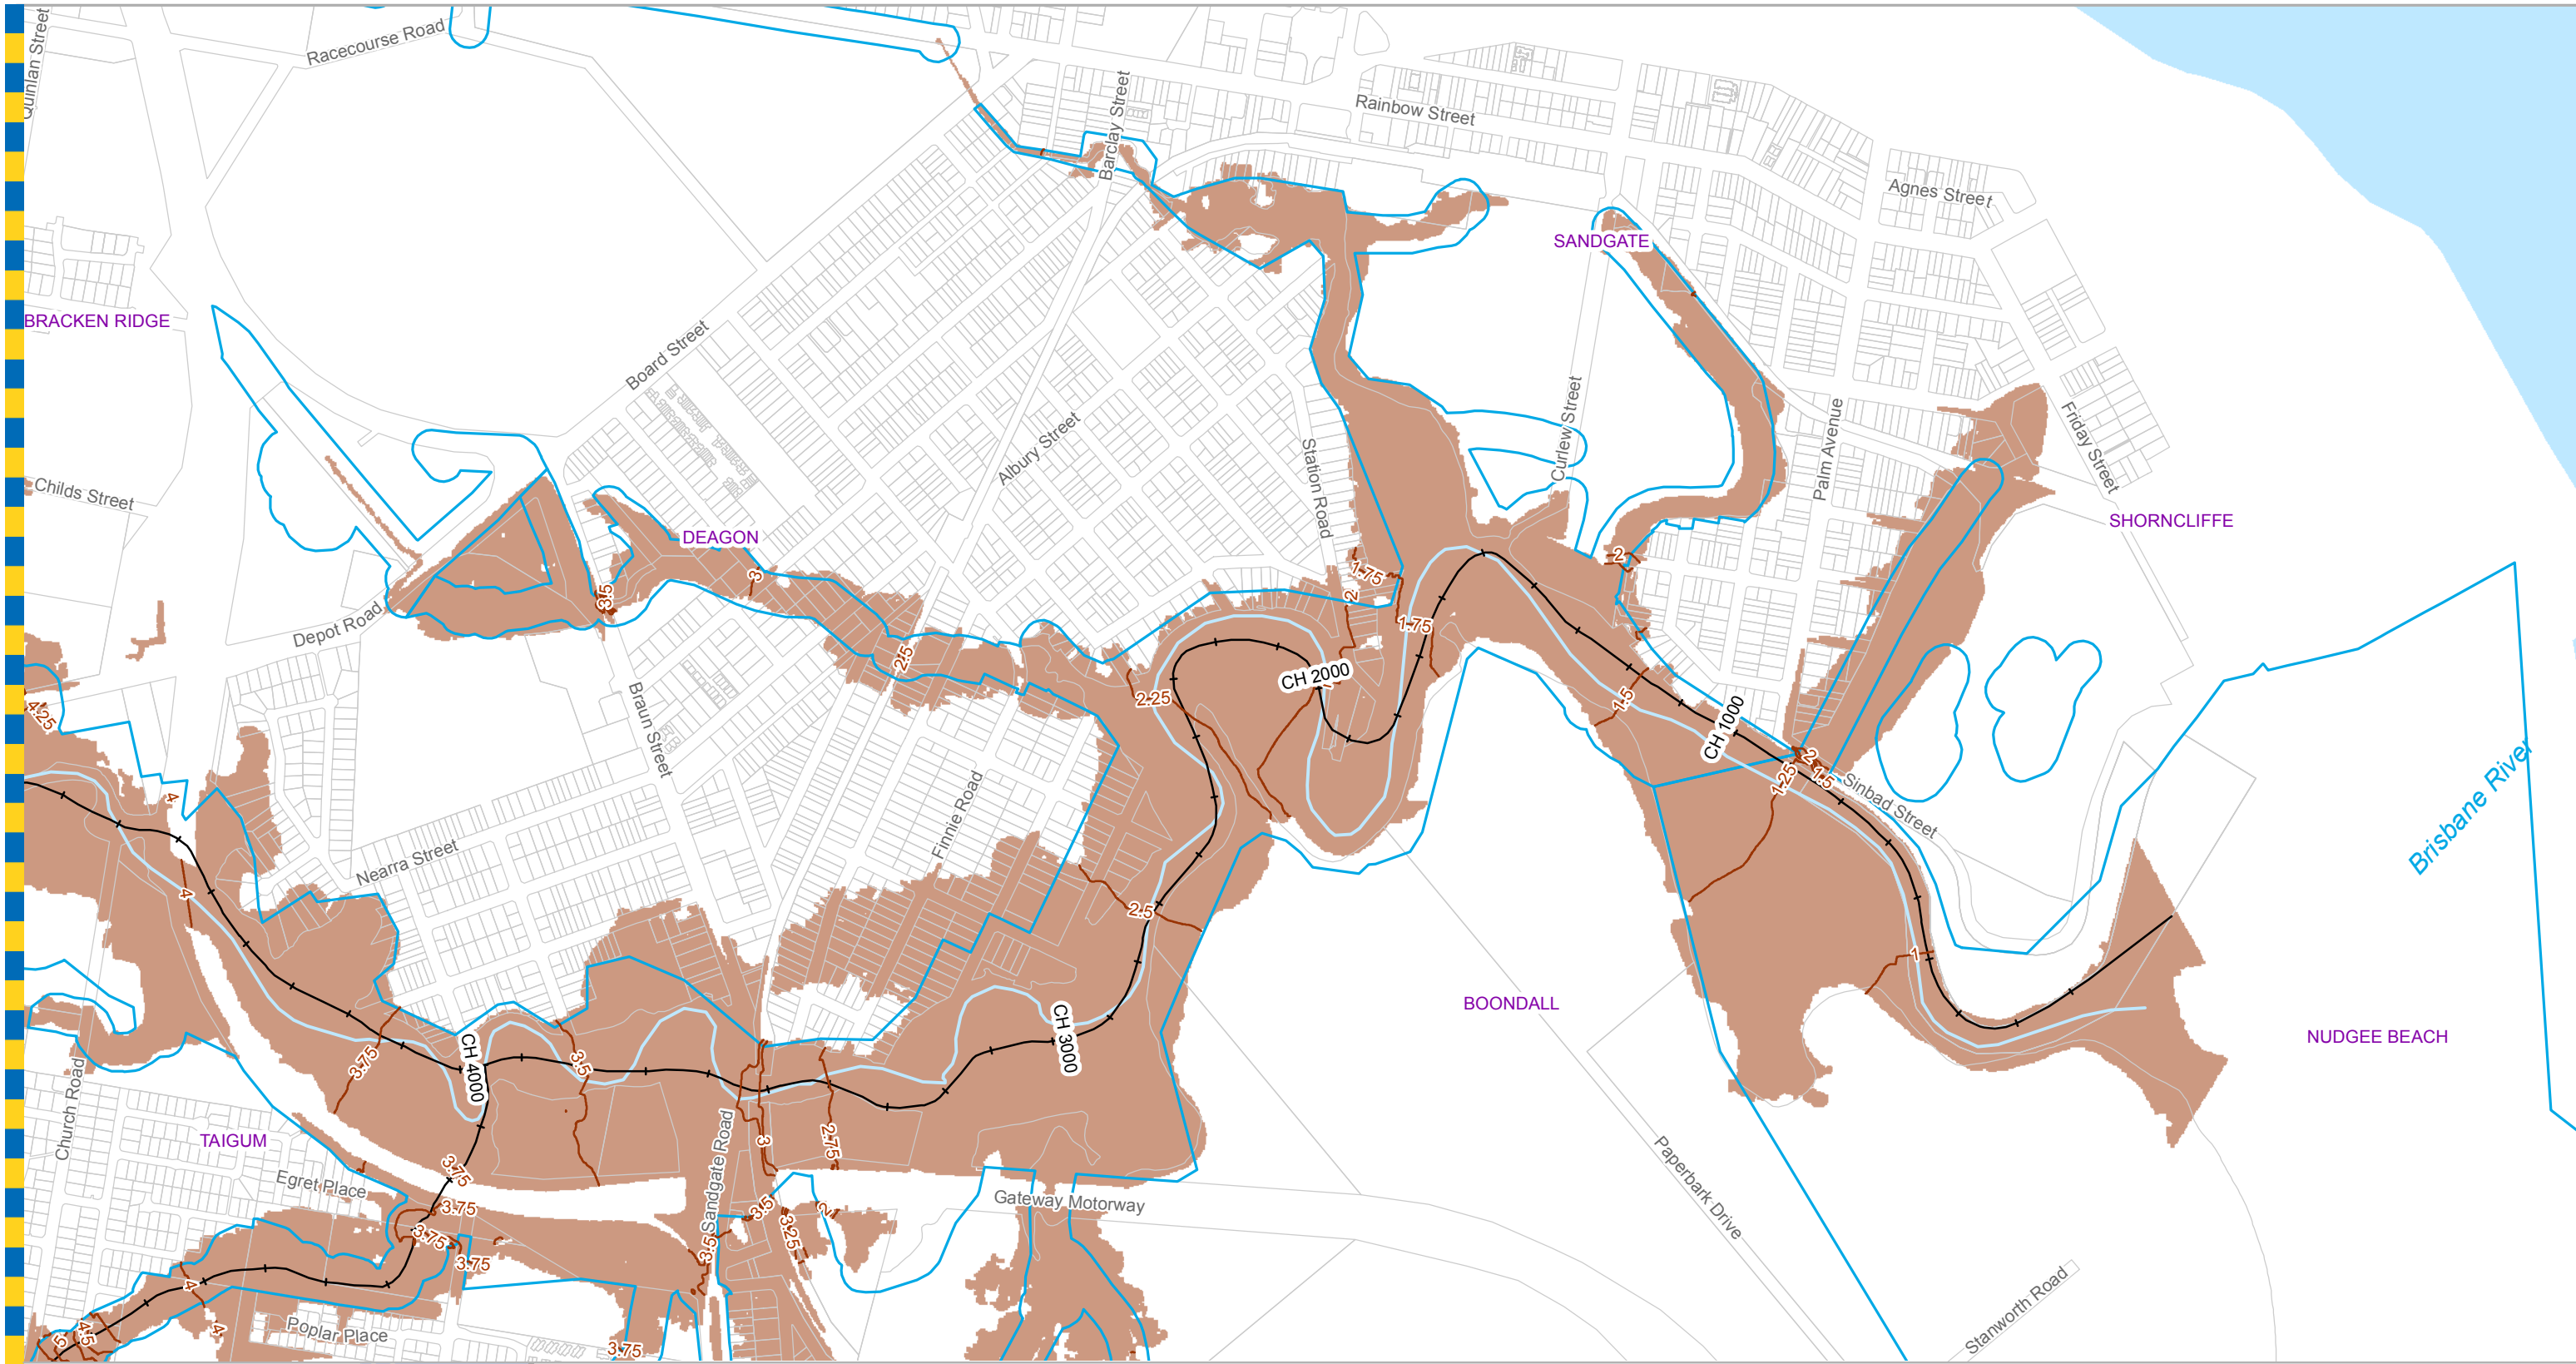 Quinlan Street
Racecourse Road
Barclay Street
Rainbow Street
Agnes Street
SANDGATE
BRACKEN RIDGE
Board Street
Albury Street
Station Road
Curlew Street
Palm Avenue
Friday Street
Childs Street
DEAGON
SHORNCLIFFE
3.5
3
2
1.75
2
1.75
Depot Road
2.5
2.25
CH 2000
1.5
CH 1000
4.25
Braun Street
2
1.5
1.25
Sinbad Street
Brisbane River
4
Finnie Road
Nearra Street
4
2.5
1
BOONDALL
NUDGEE BEACH
3.75
CH 4000
3.5
CH 3000
Church Road
TAIGUM
3
2.75
Sandgate Road
Paperbark Drive
3.75
Egret Place
3.75
Gateway Motorway
3.5
3.25
2
3.75
3.75
3.5
4
Stanworth Road
5
4.5
4
Poplar Place
3.75